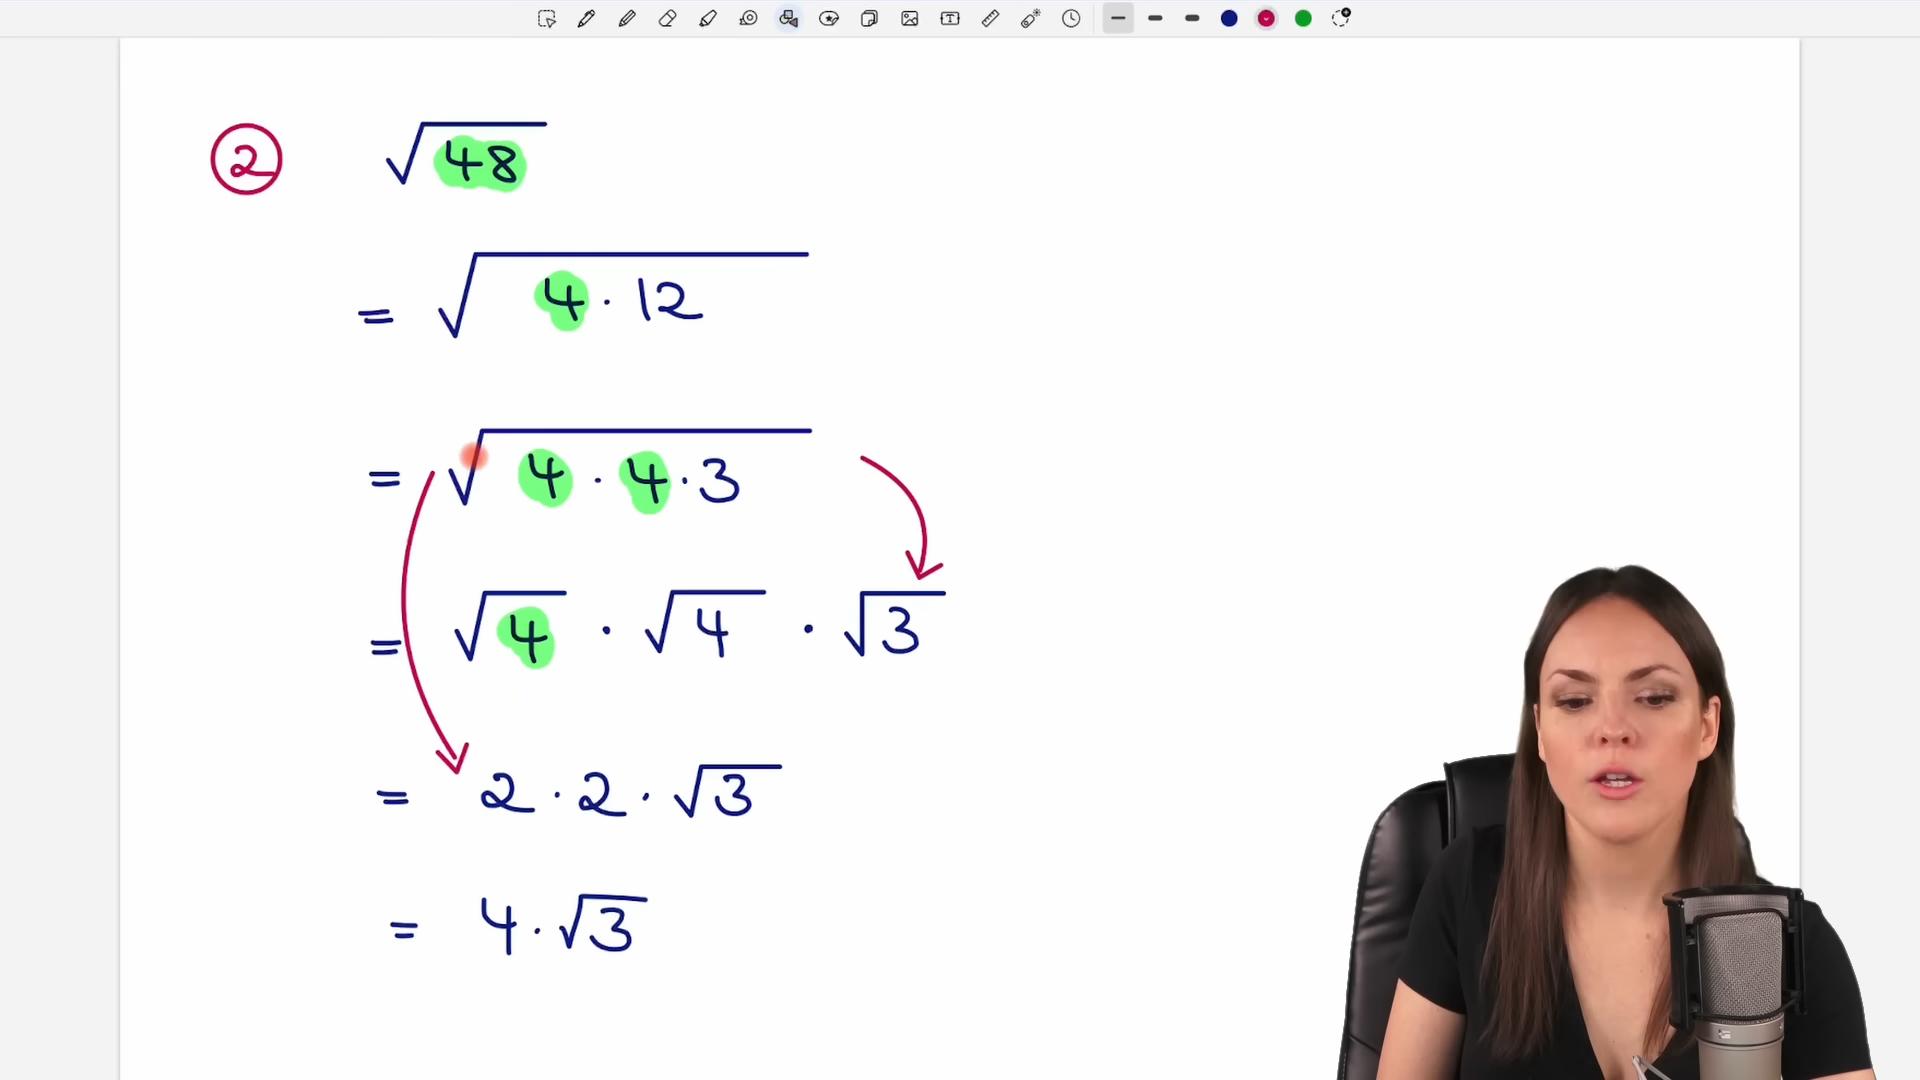 ② √48
= √4 · 12
= √4 · 4 · 3
= √4 · √4 · √3
= 2 · 2 · √3
= 4 · √3